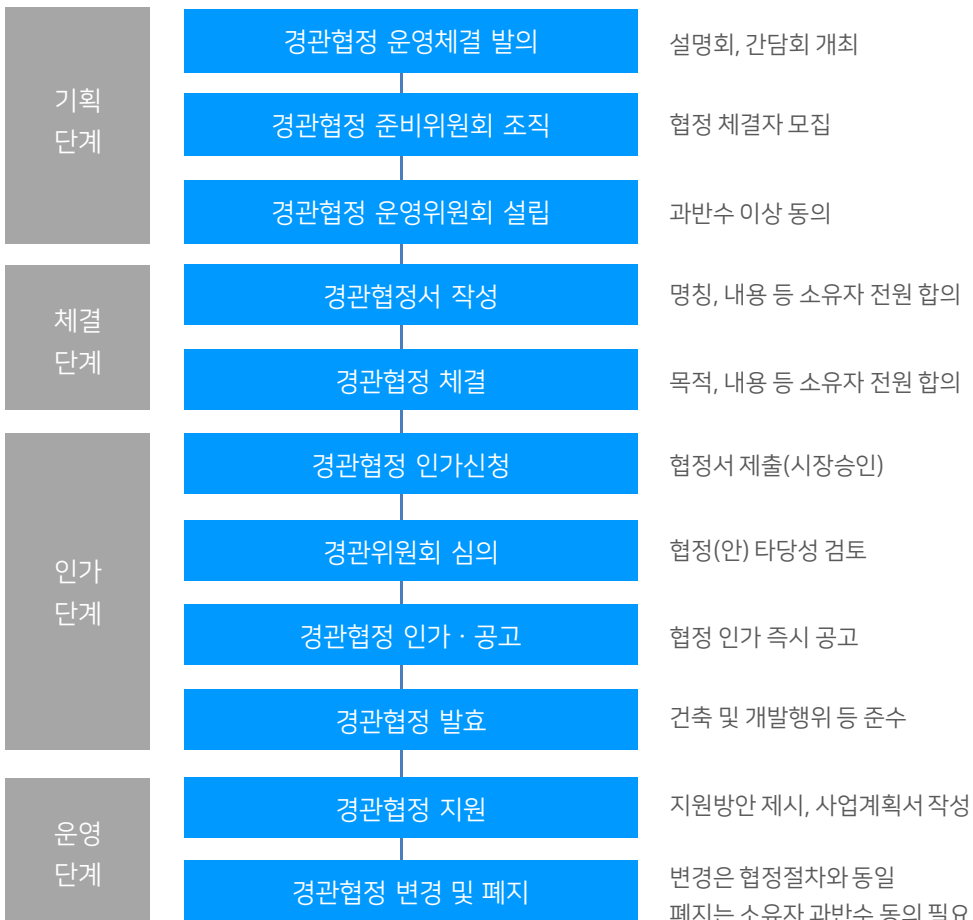 기획
단계
경관협정 운영체결 발의
설명회, 간담회 개최
경관협정 준비위원회 조직
협정 체결자 모집
경관협정 운영위원회 설립
과반수 이상 동의
체결
단계
경관협정서 작성
명칭, 내용 등 소유자 전원 합의
경관협정 체결
목적, 내용 등 소유자 전원 합의
인가
단계
경관협정 인가신청
협정서 제출(시장승인)
경관위원회 심의
협정(안) 타당성 검토
경관협정 인가 · 공고
협정 인가 즉시 공고
경관협정 발효
건축 및 개발행위 등 준수
운영
단계
경관협정 지원
지원방안 제시, 사업계획서 작성
경관협정 변경 및 폐지
변경은 협정절차와 동일
폐지는 소유자 과반수 동의 필요